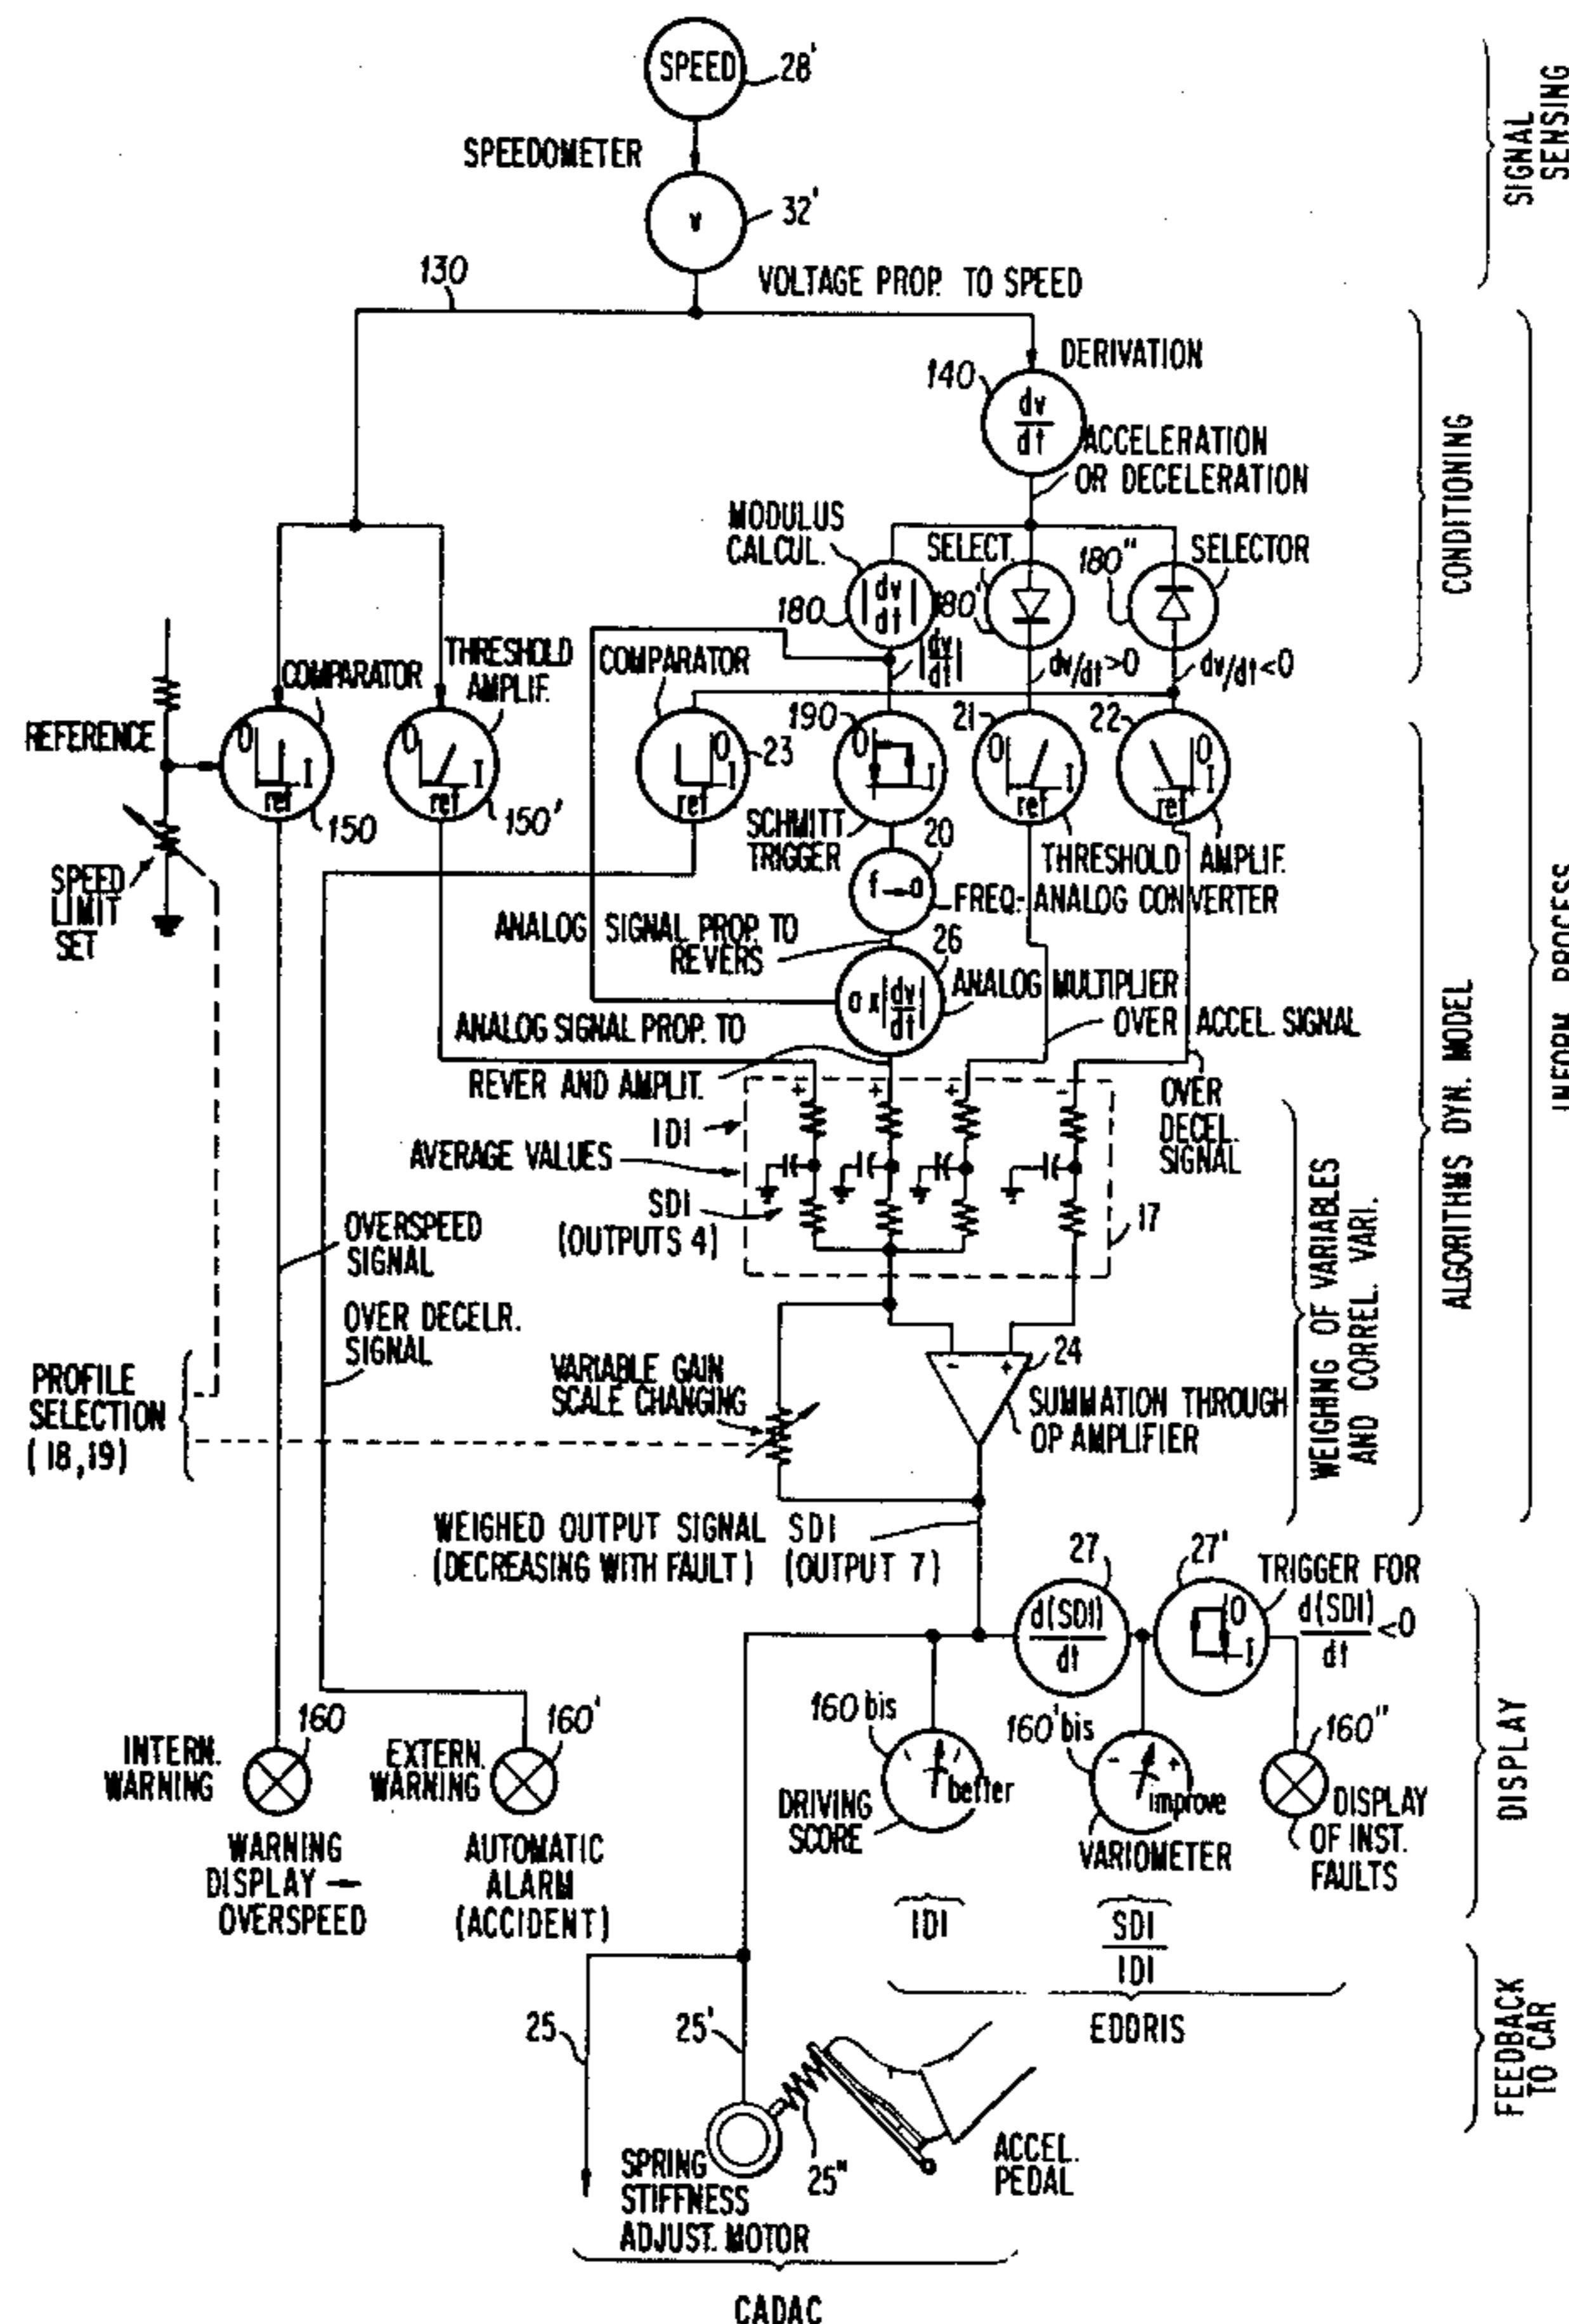 SPEED
28'
SPEEDOMETER
v
32'
SIGNAL
SENSING
130
VOLTAGE PROP. TO SPEED
DERIVATION
140
dv
dt
ACCELERATION
OR DECELERATION
CONDITIONING
MODULUS
CALCUL.
SELECT.
180"
SELECTOR
|dv
dt|
180
180'
|dv
dt|
dv/dt>0
dv/dt<0
COMPARATOR
THRESHOLD
AMPLIF.
COMPARATOR
REFERENCE
190
21
22
O I ref
O I ref
O I ref
23
O I
O I ref
O I ref
150
150'
SCHMITT
TRIGGER
20
THRESHOLD AMPLIF.
SPEED
LIMIT
SET
f→a
FREQ-ANALOG CONVERTER
ANALOG SIGNAL PROP. TO
REVERS
26
a x |dv
dt|
ANALOG MULTIPLIER
OVER ACCEL. SIGNAL
ANALOG SIGNAL PROP. TO
REVER AND AMPLIT.
+
+
+
-
OVER
DECEL.
SIGNAL
IDI
AVERAGE VALUES
SDI
(OUTPUTS 4)
17
OVERSPEED
SIGNAL
OVER DECELR.
SIGNAL
WEIGHING OF VARIABLES
AND CORREL. VARI.
ALGORITHMS DYN. MODEL
INFORM. PROCESS
PROFILE
SELECTION
(18,19)
VARIABLE GAIN
SCALE CHANGING
- +
24
SUMMATION THROUGH
OP AMPLIFIER
WEIGHED OUTPUT SIGNAL SDI
(DECREASING WITH FAULT) (OUTPUT 7)
27
27'
TRIGGER FOR
d(SDI)
dt <0
d(SDI)
dt
O I
160
160'
160 bis
160'bis
160"
INTERN.
WARNING
EXTERN.
WARNING
better
- +
improve
DRIVING
SCORE
VARIOMETER
DISPLAY
OF INST.
FAULTS
DISPLAY
WARNING
DISPLAY —
OVERSPEED
AUTOMATIC
ALARM
(ACCIDENT)
IDI
SDI
IDI
EDDRIS
25
25'
25"
SPRING
STIFFNESS
ADJUST. MOTOR
ACCEL.
PEDAL
FEEDBACK
TO CAR
CADAC